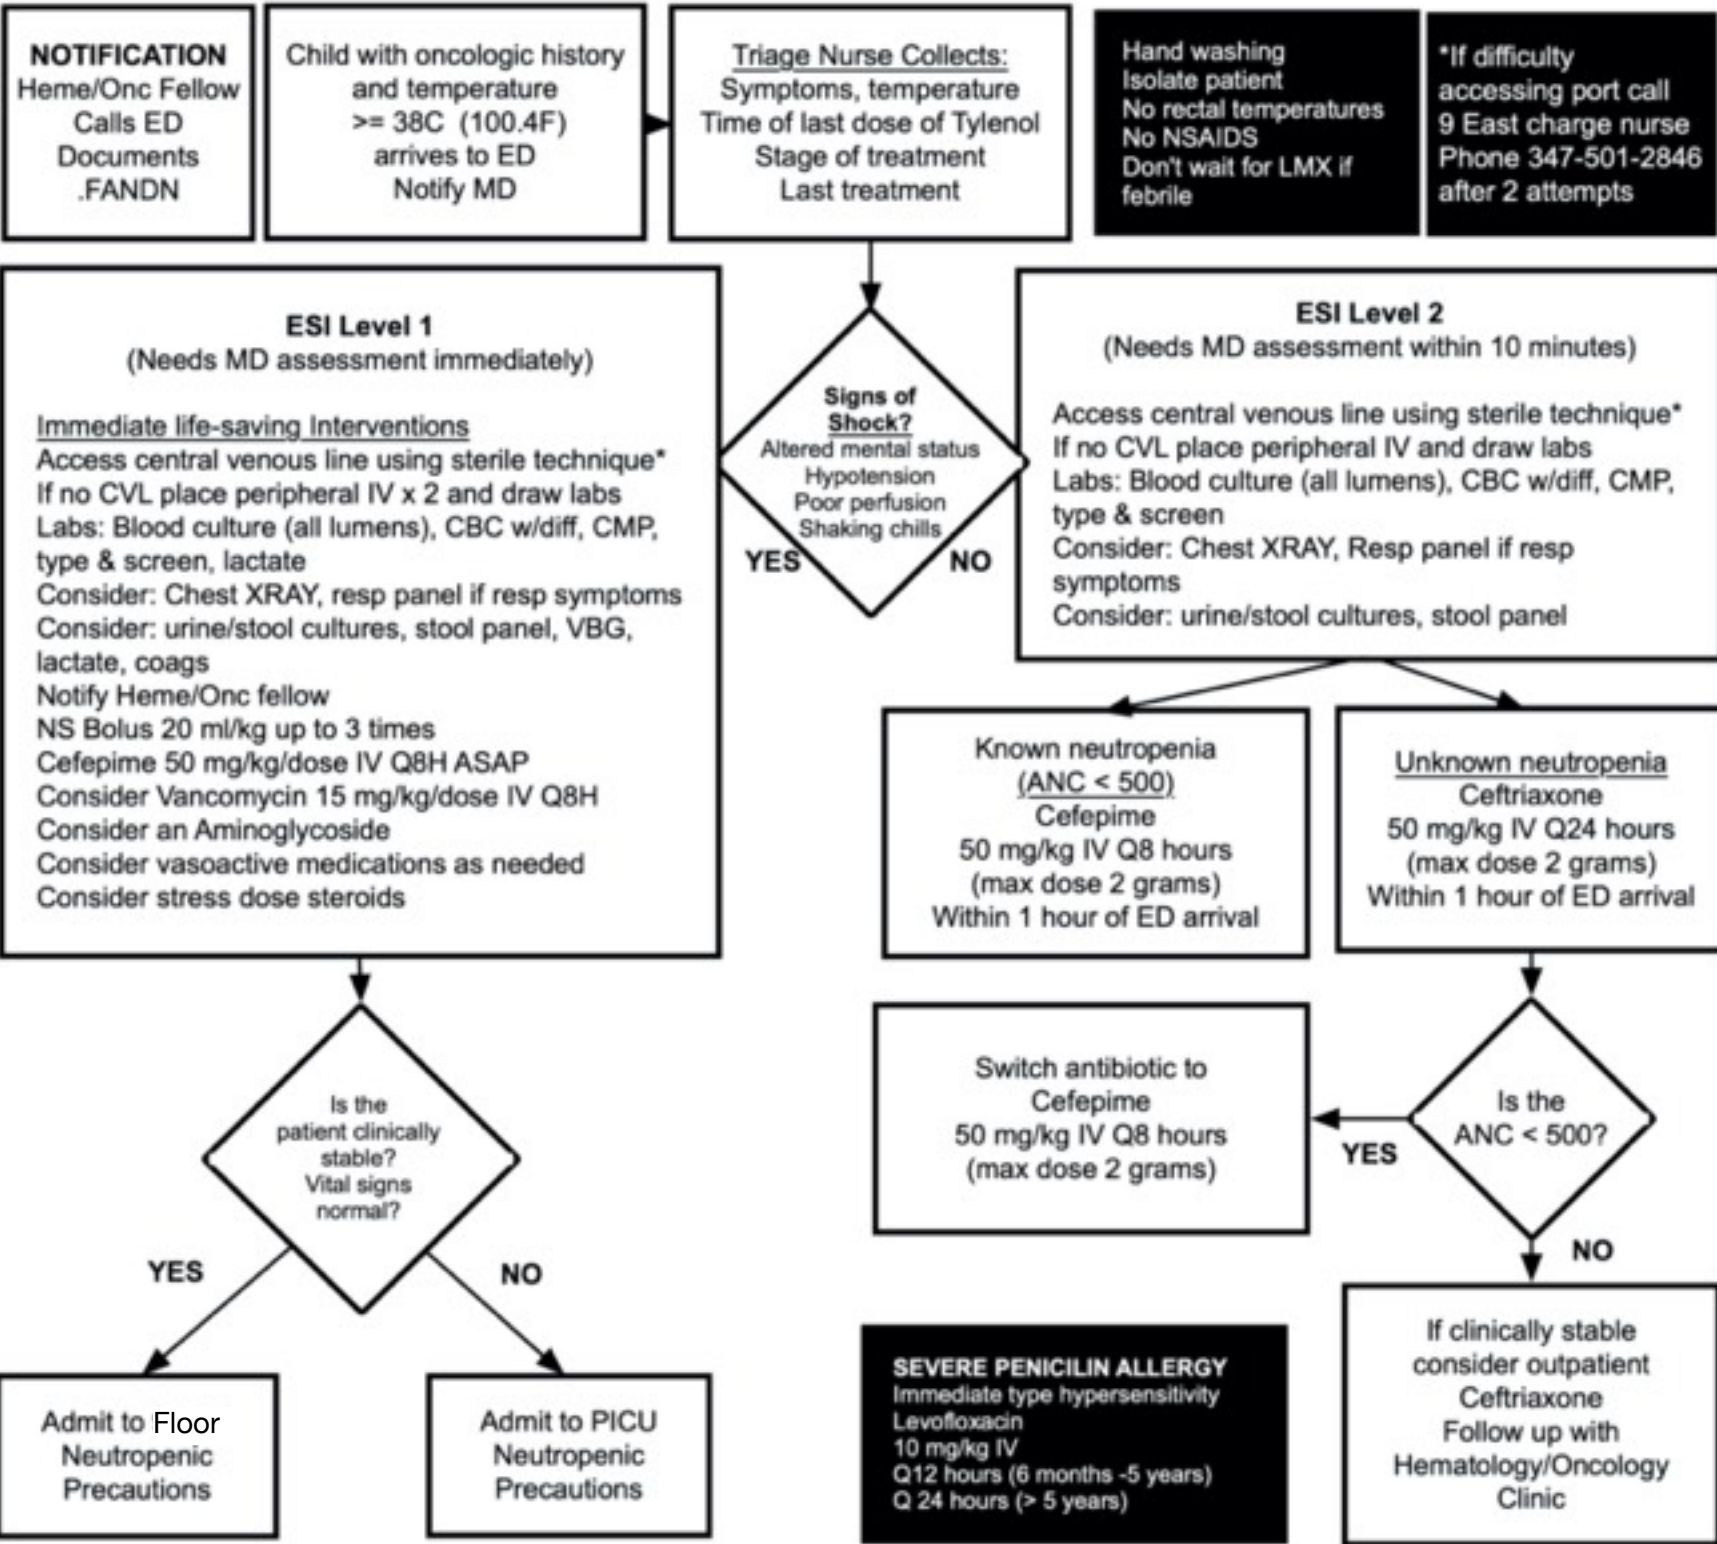 NOTIFICATION
Heme/Onc Fellow
Calls ED
Documents
.FANDN
Child with oncologic history
and temperature
>= 38C (100.4F)
arrives to ED
Notify MD
Triage Nurse Collects:
Symptoms, temperature
Time of last dose of Tylenol
Stage of treatment
Last treatment
Hand washing
Isolate patient
No rectal temperatures
No NSAIDS
Don't wait for LMX if
febrile
*If difficulty
accessing port call
9 East charge nurse
Phone 347-501-2846
after 2 attempts
ESI Level 1
(Needs MD assessment immediately)
Immediate life-saving Interventions
Access central venous line using sterile technique*
If no CVL place peripheral IV x 2 and draw labs
Labs: Blood culture (all lumens), CBC w/diff, CMP,
type & screen, lactate
Consider: Chest XRAY, resp panel if resp symptoms
Consider: urine/stool cultures, stool panel, VBG,
lactate, coags
Notify Heme/Onc fellow
NS Bolus 20 ml/kg up to 3 times
Cefepime 50 mg/kg/dose IV Q8H ASAP
Consider Vancomycin 15 mg/kg/dose IV Q8H
Consider an Aminoglycoside
Consider vasoactive medications as needed
Consider stress dose steroids
Signs of
Shock?
Altered mental status
Hypotension
Poor perfusion
Shaking chills
YES
NO
ESI Level 2
(Needs MD assessment within 10 minutes)
Access central venous line using sterile technique*
If no CVL place peripheral IV and draw labs
Labs: Blood culture (all lumens), CBC w/diff, CMP,
type & screen
Consider: Chest XRAY, Resp panel if resp
symptoms
Consider: urine/stool cultures, stool panel
Known neutropenia
(ANC < 500)
Cefepime
50 mg/kg IV Q8 hours
(max dose 2 grams)
Within 1 hour of ED arrival
Unknown neutropenia
Ceftriaxone
50 mg/kg IV Q24 hours
(max dose 2 grams)
Within 1 hour of ED arrival
Is the
patient clinically
stable?
Vital signs
normal?
YES
NO
Switch antibiotic to
Cefepime
50 mg/kg IV Q8 hours
(max dose 2 grams)
YES
Is the
ANC < 500?
NO
Admit to Floor
Neutropenic
Precautions
Admit to PICU
Neutropenic
Precautions
SEVERE PENICILIN ALLERGY
Immediate type hypersensitivity
Levofloxacin
10 mg/kg IV
Q12 hours (6 months -5 years)
Q 24 hours (> 5 years)
If clinically stable
consider outpatient
Ceftriaxone
Follow up with
Hematology/Oncology
Clinic